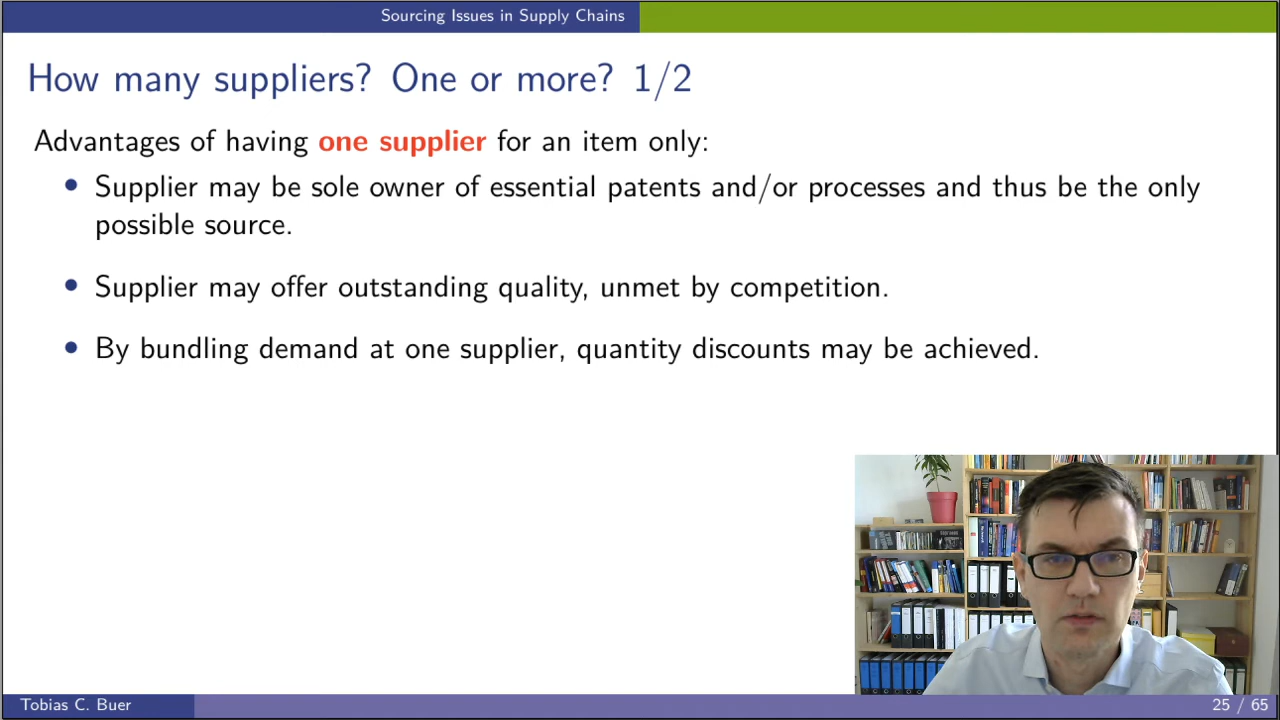 Sourcing Issues in Supply Chains
How many suppliers? One or more? 1/2
Advantages of having one supplier for an item only:
• Supplier may be sole owner of essential patents and/or processes and thus be the only
possible source.
• Supplier may offer outstanding quality, unmet by competition.
• By bundling demand at one supplier, quantity discounts may be achieved.
Tobias C. Buer
25 / 65